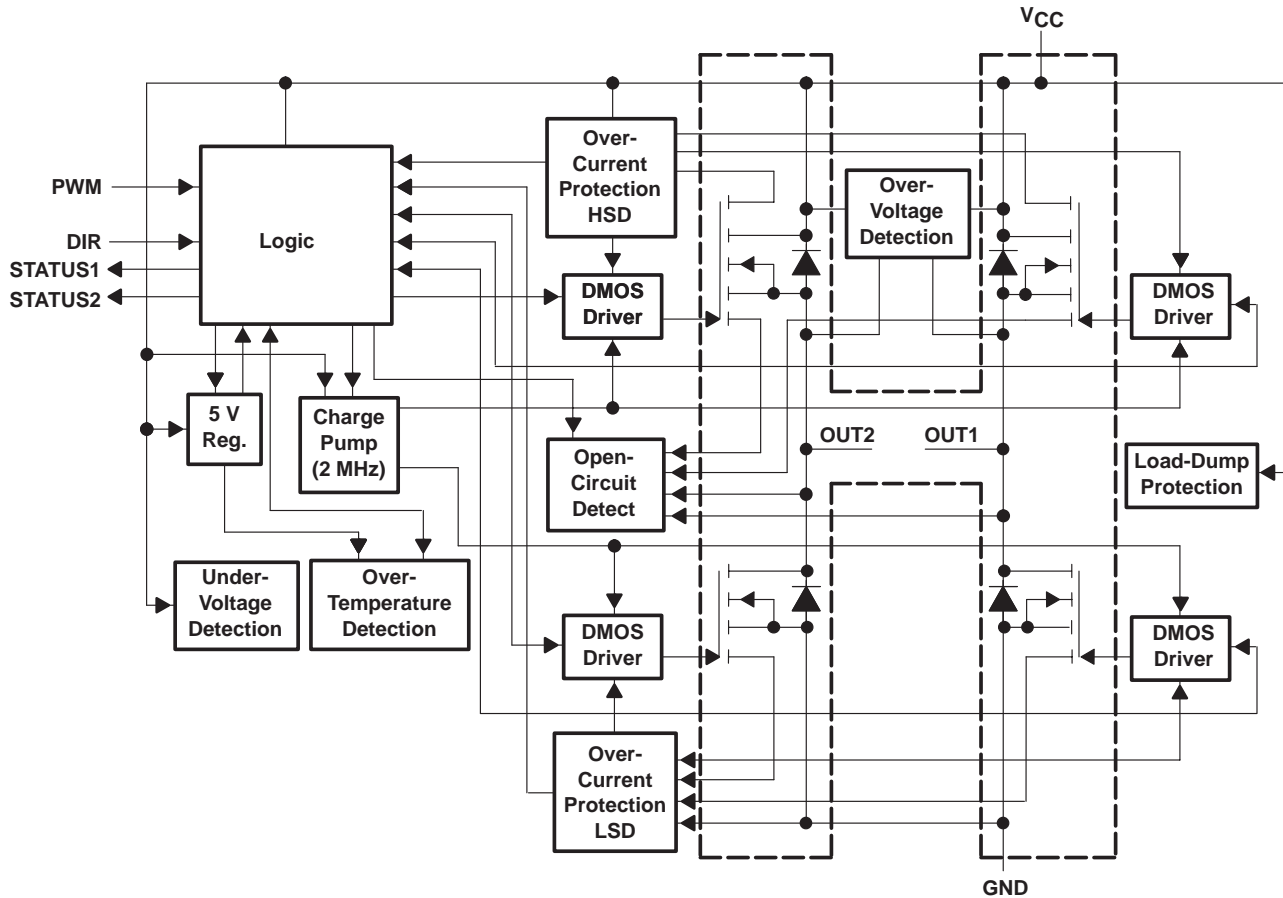 VCC
Over-
Current
Protection
HSD
PWM
DIR
STATUS1
STATUS2
Logic
Over-
Voltage
Detection
DMOS
Driver
DMOS
Driver
5 V
Reg.
Charge
Pump
(2 MHz)
Open-
Circuit
Detect
OUT2
OUT1
Load-Dump
Protection
Under-
Voltage
Detection
Over-
Temperature
Detection
DMOS
Driver
DMOS
Driver
Over-
Current
Protection
LSD
GND